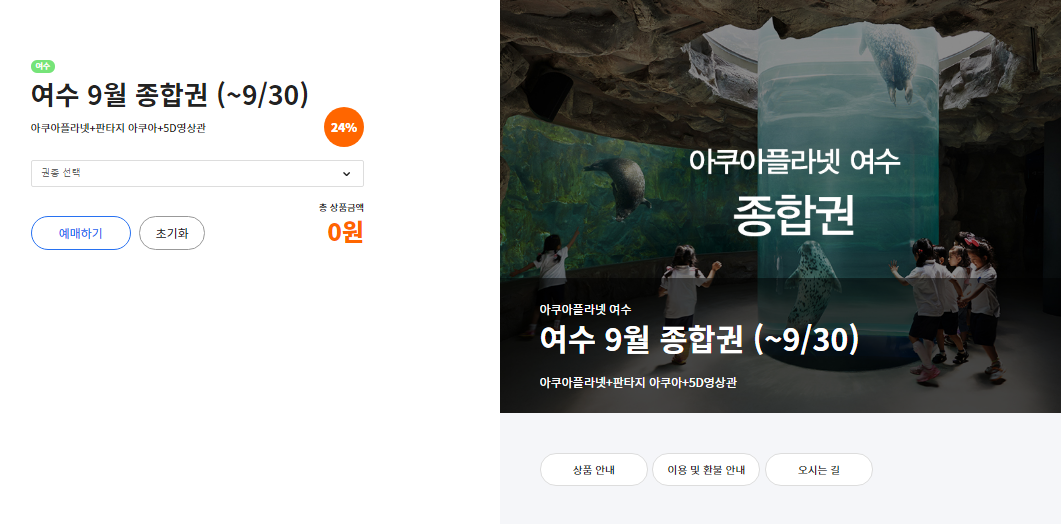 여수
여수 9월 종합권 (~9/30)
아쿠아플라넷+판타지 아쿠아+5D영상관
24%
권종 선택
총 상품금액
0원
예매하기
초기화
아쿠아플라넷 여수
종합권
아쿠아플라넷 여수
여수 9월 종합권 (~9/30)
아쿠아플라넷+판타지 아쿠아+5D영상관
상품 안내
이용 및 환불 안내
오시는 길